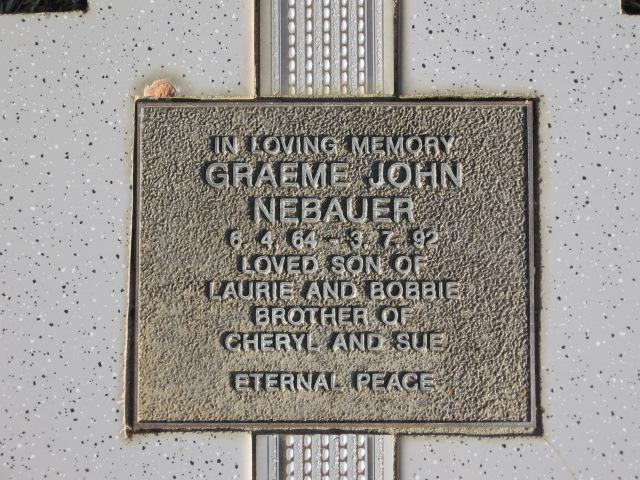 IN LOVING MEMORY
GRAEME JOHN
NEBAUER
6. 4. 64 - 3. 7. 92
LOVED SON OF
LAURIE AND BOBBIE
BROTHER OF
CHERYL AND SUE
ETERNAL PEACE